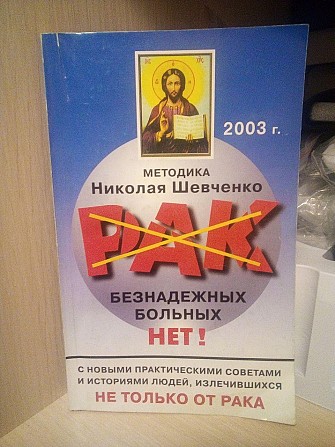 2003 г.
МЕТОДИКА
Николая Шевченко
РАК
БЕЗНАДЕЖНЫХ
БОЛЬНЫХ
НЕТ!
С НОВЫМИ ПРАКТИЧЕСКИМИ СОВЕТАМИ
И ИСТОРИЯМИ ЛЮДЕЙ, ИЗЛЕЧИВШИХСЯ
НЕ ТОЛЬКО ОТ РАКА